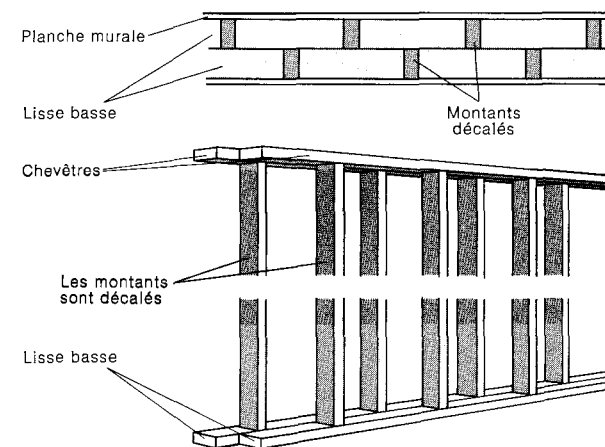 Planche murale
Lisse basse
Montants
décalés
Chevêtres
Les montants
sont décalés
Lisse basse